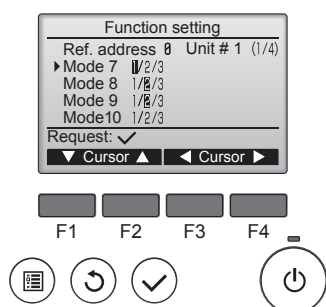 Function setting
Ref. address 0 Unit # 1 (1/4)
Mode 7 1/2/3
Mode 8 1/2/3
Mode 9 1/2/3
Mode10 1/2/3
Request: ✓
▼ Cursor ▲ ◀ Cursor ▶
F1 F2 F3 F4